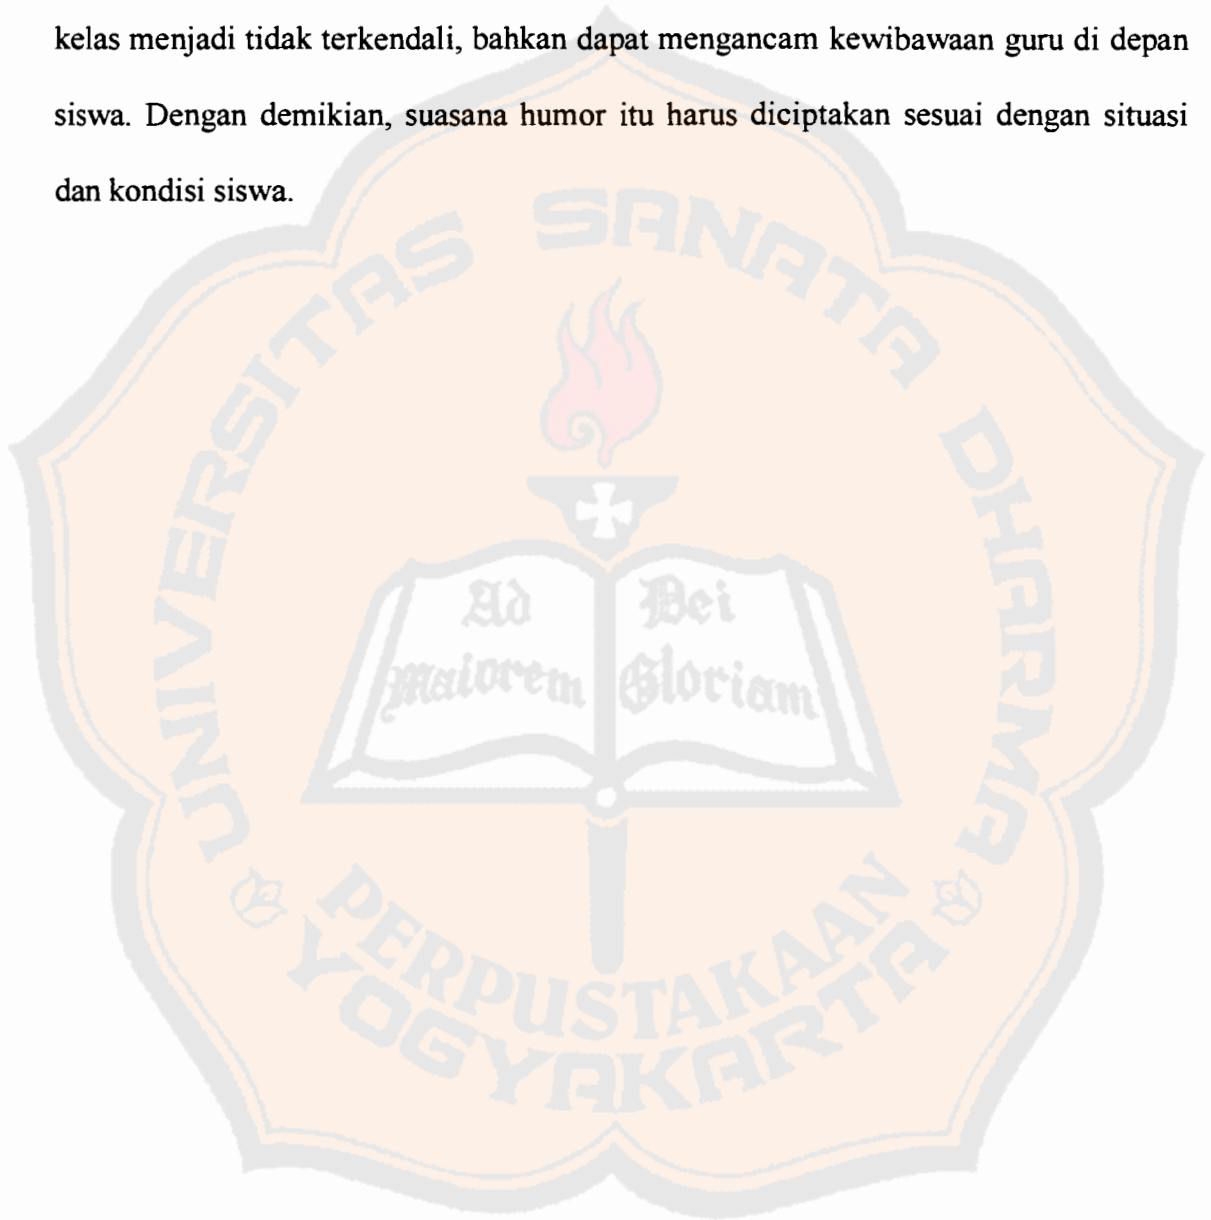 kelas menjadi tidak terkendali, bahkan dapat mengancam kewibawaan guru di depan
siswa. Dengan demikian, suasana humor itu harus diciptakan sesuai dengan situasi
dan kondisi siswa.
UNIVERSITAS SANATA DHARMA
Ad Dei
Maiorem Gloriam
PERPUSTAKAAN
YOGYAKARTA